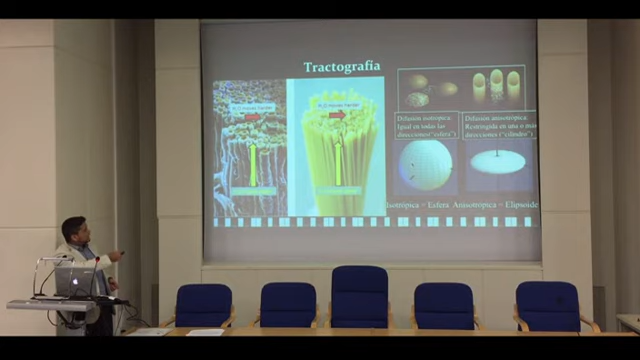 Tractografia
Difusión isotrópica:
Igual en todas las
direcciones("esfera")
Difusión anisotrópica:
Restringida en una o más
direcciones ("cilindro")
Isotrópica = Esfera Anisotrópica = Elipsoide